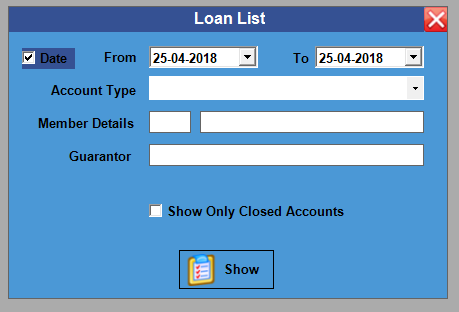 Loan List
Date From 25-04-2018 To 25-04-2018
Account Type
Member Details
Guarantor
Show Only Closed Accounts
Show